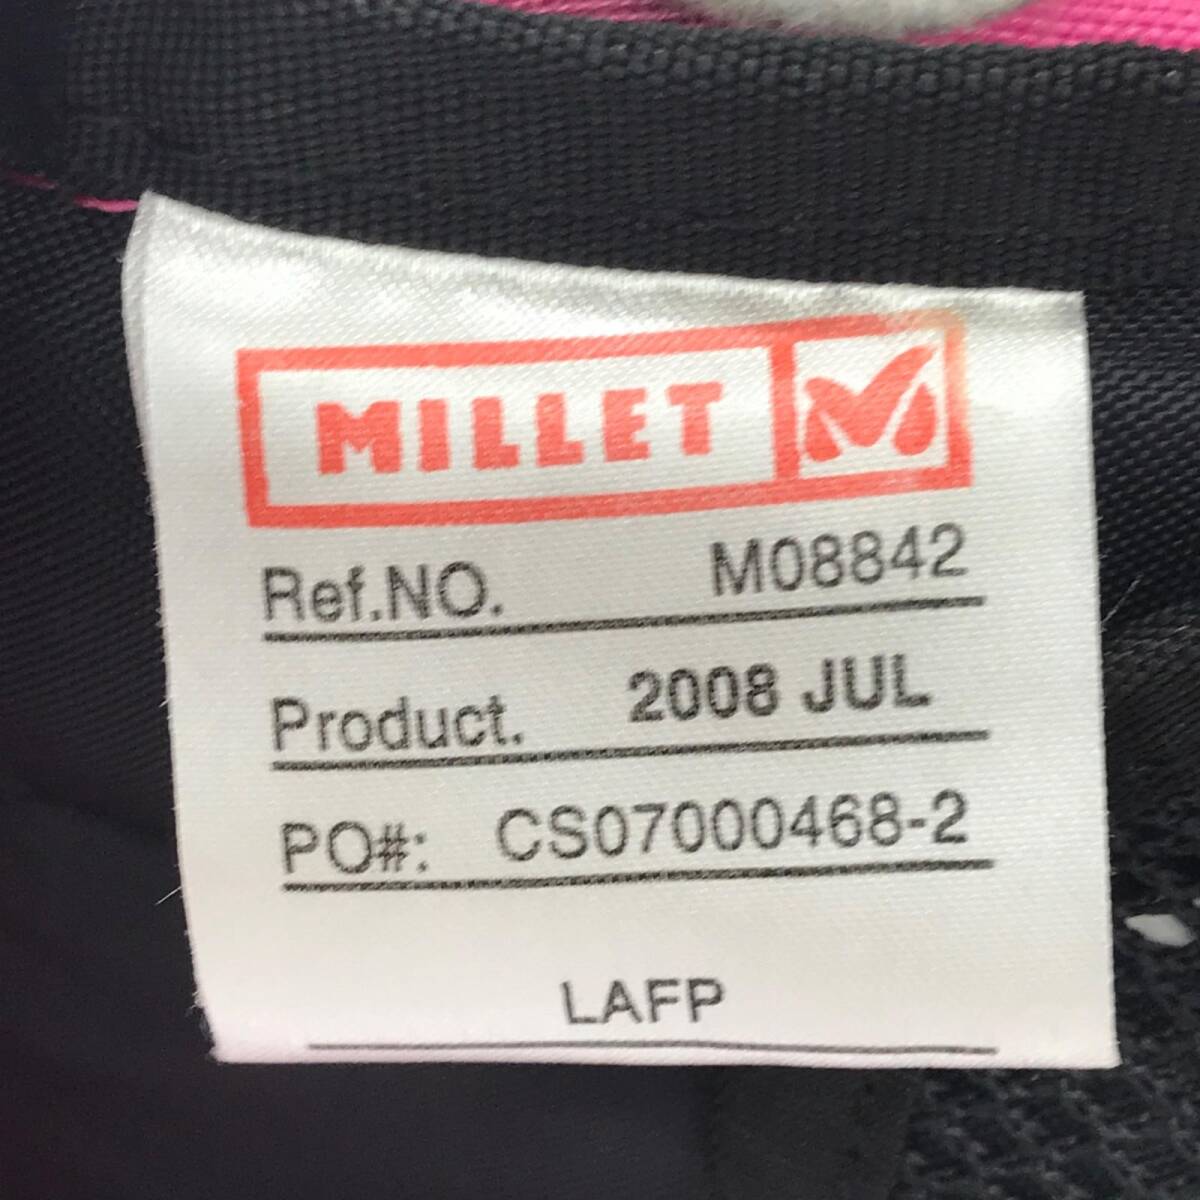 MILLET
Ref.NO. M08842
Product. 2008 JUL
PO#: CS07000468-2
LAFP